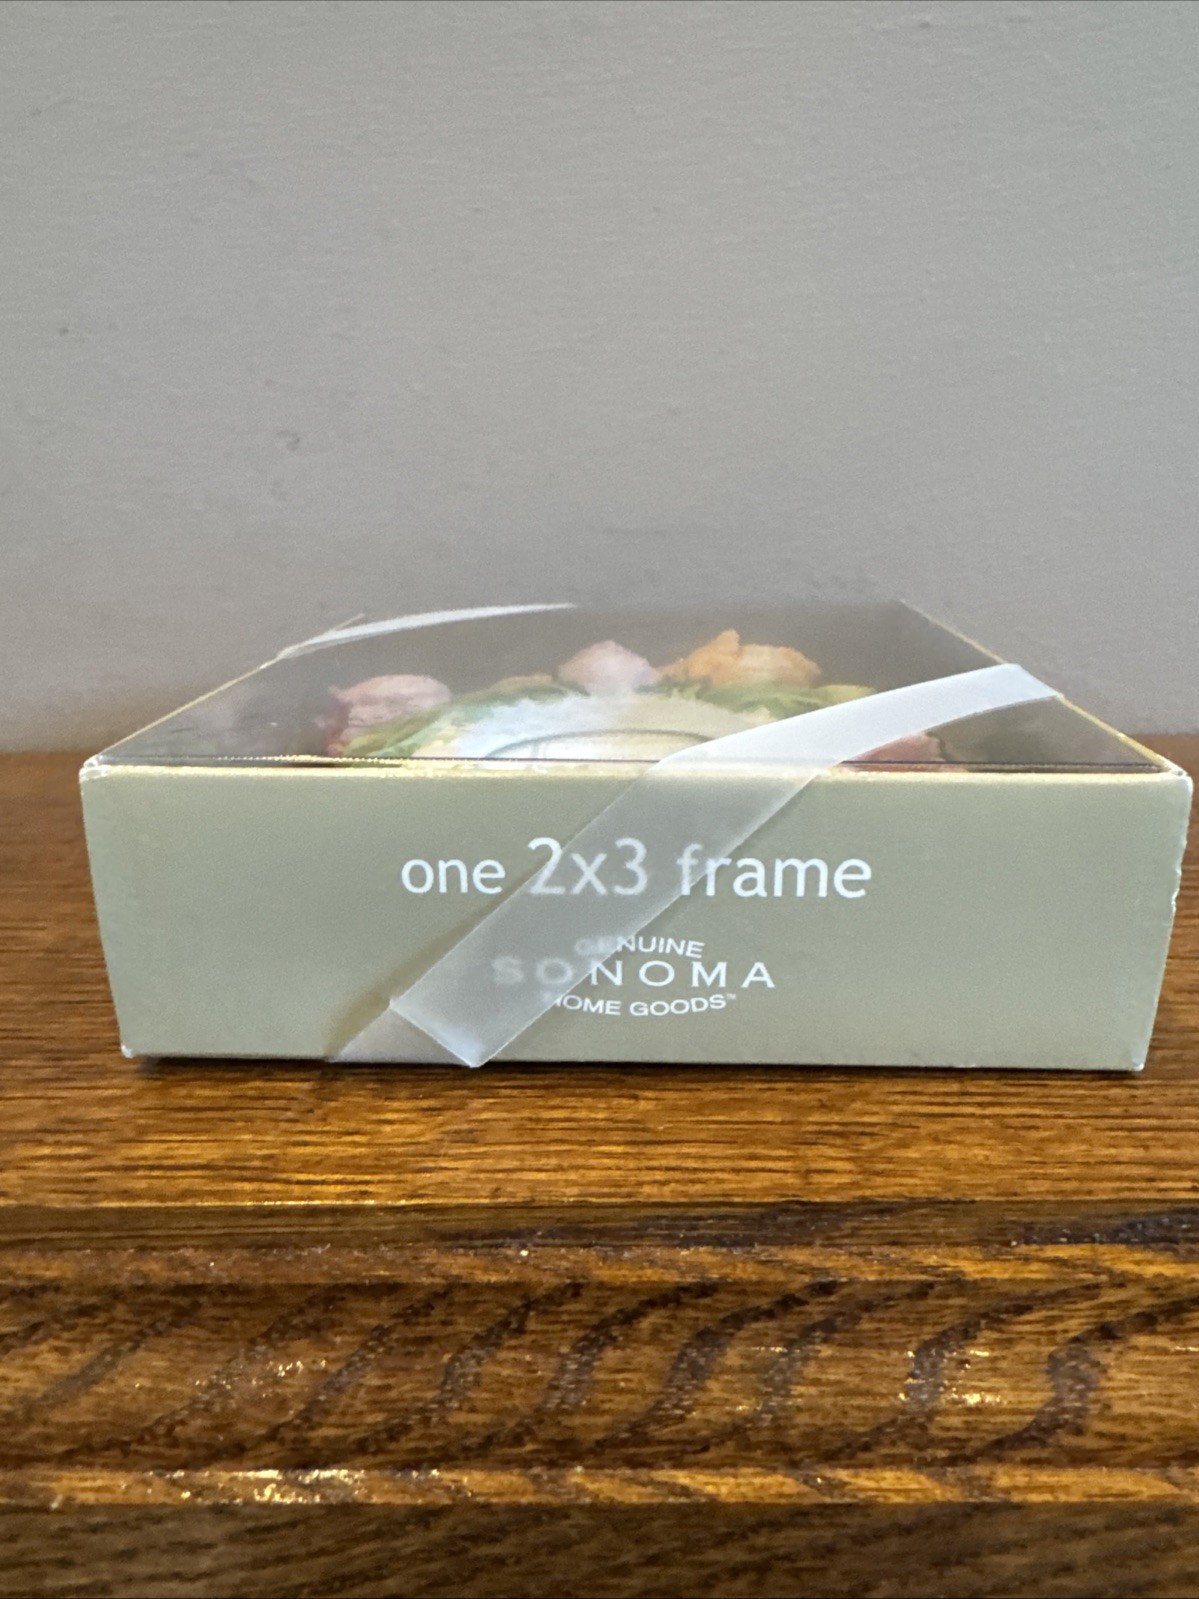 one 2x3 frame
GENUINE
SONOMA
HOME GOODS™